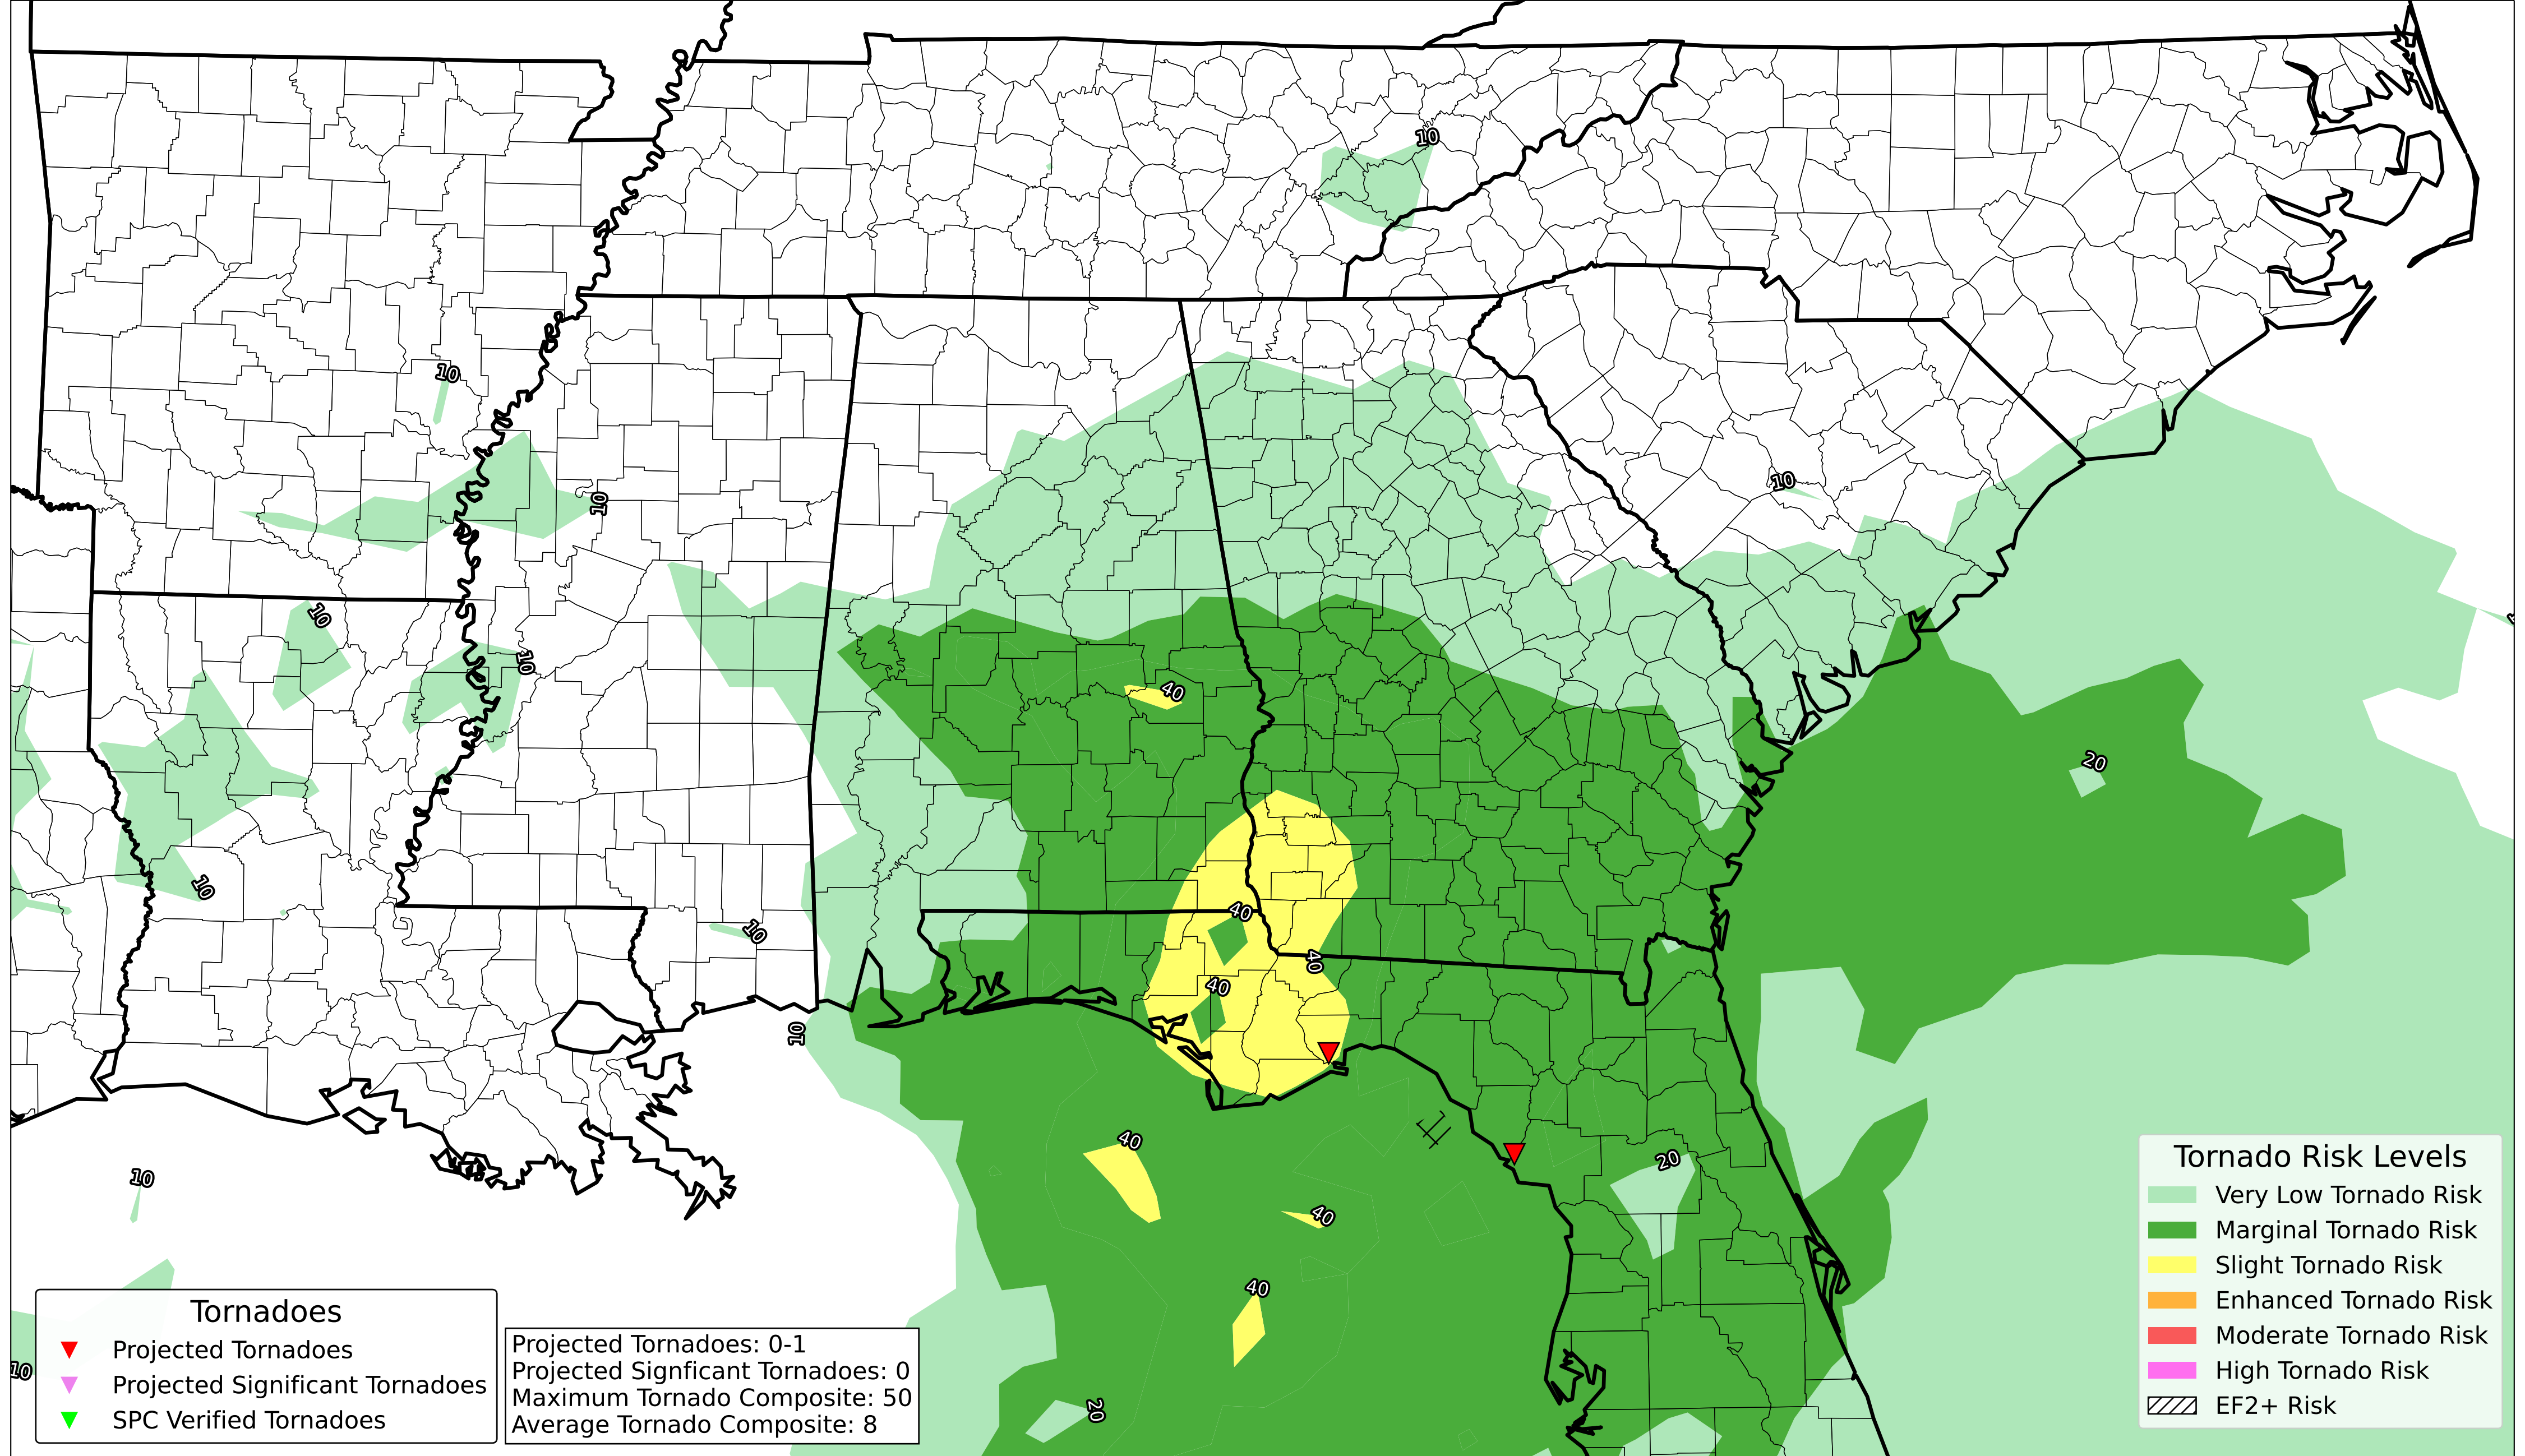 10
10
10
10
10
10
40
20
10
40
10
40
40
10
40
20
10
40
40
10
20
Tornadoes
Projected Tornadoes
Projected Significant Tornadoes
SPC Verified Tornadoes
Projected Tornadoes: 0-1
Projected Signficant Tornadoes: 0
Maximum Tornado Composite: 50
Average Tornado Composite: 8
Tornado Risk Levels
Very Low Tornado Risk
Marginal Tornado Risk
Slight Tornado Risk
Enhanced Tornado Risk
Moderate Tornado Risk
High Tornado Risk
EF2+ Risk